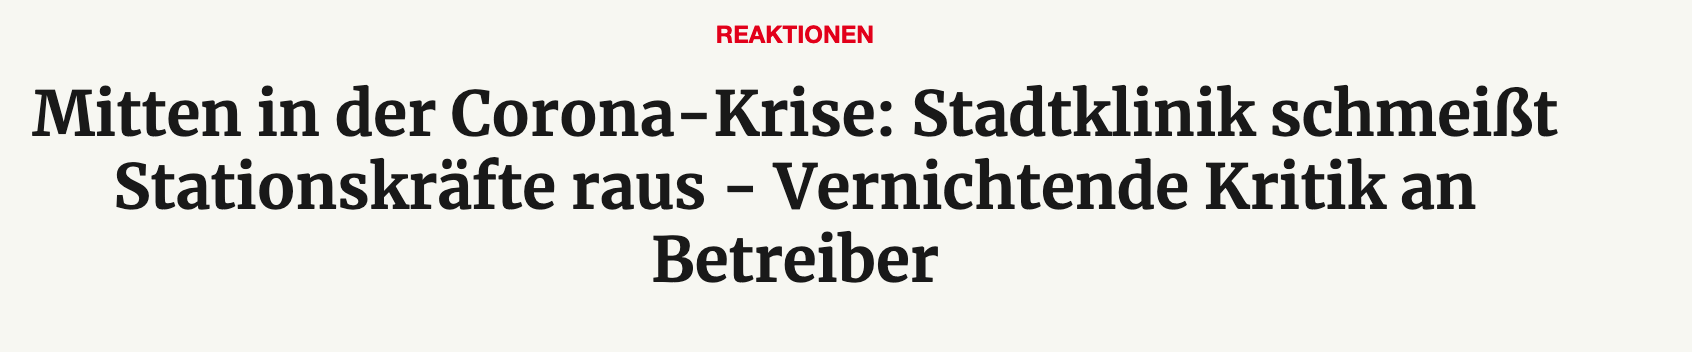 REAKTIONEN
Mitten in der Corona-Krise: Stadtklinik schmeißt
Stationskräfte raus - Vernichtende Kritik an
Betreiber